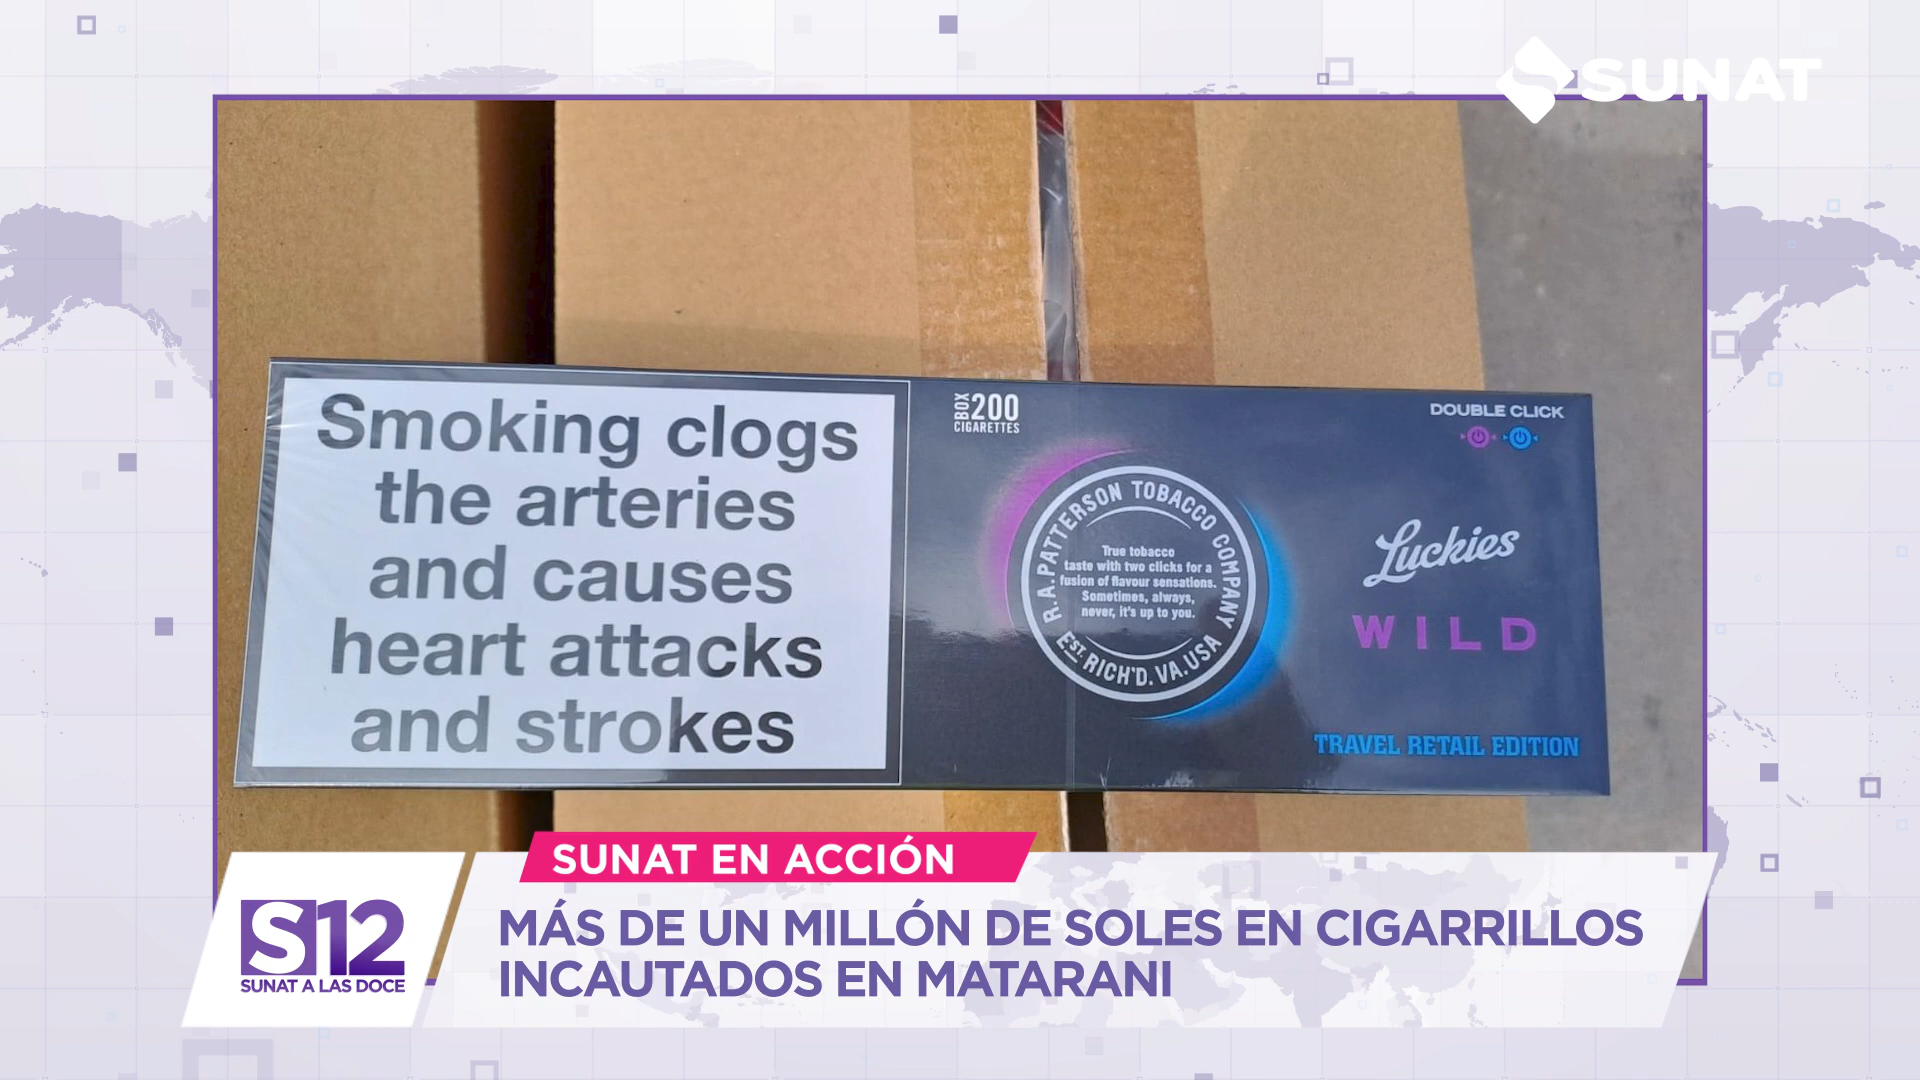 SUNAT
Smoking clogs
the arteries
and causes
heart attacks
and strokes
BOX 200
CIGARETTES
R.A.PATTERSON TOBACCO COMPANY
True tobacco
taste with two clicks for a
fusion of flavour sensations.
Sometimes, always,
never, it's up to you.
EST. RICH'D. VA. USA
DOUBLE CLICK
Luckies
WILD
TRAVEL RETAIL EDITION
SUNAT EN ACCIÓN
S12
SUNAT A LAS DOCE
MÁS DE UN MILLÓN DE SOLES EN CIGARRILLOS
INCAUTADOS EN MATARANI